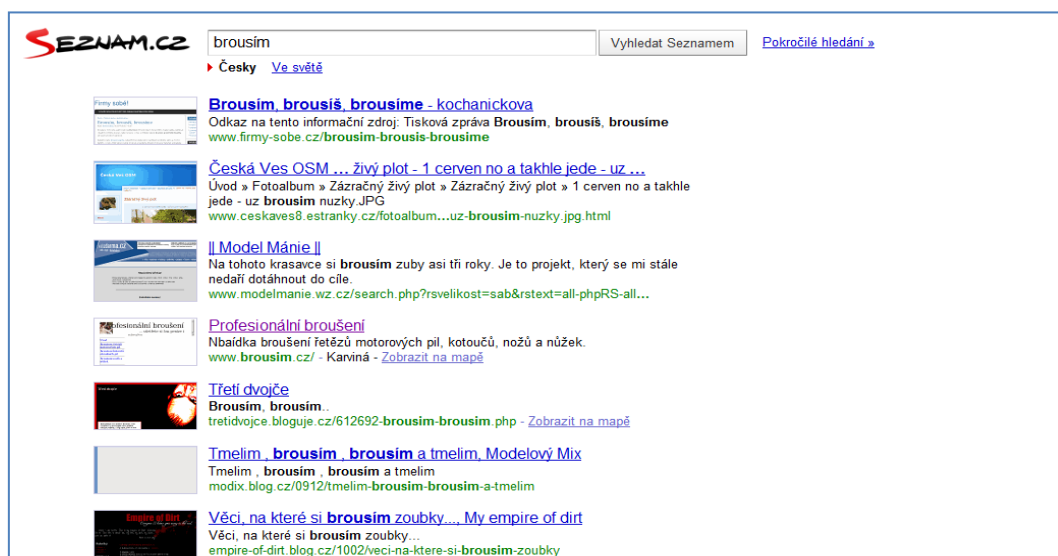 SEZNAM.CZ brousím Vyhledat Seznamem Pokročilé hledání »
Česky Ve světě
Brousím, brousíš, brousíme - kochanickova
Odkaz na tento informační zdroj: Tisková zpráva Brousím, brousíš, brousíme
www.firmy-sobe.cz/brousim-brousis-brousime
Česká Ves OSM ... živý plot - 1 cerven no a takhle jede - uz ...
Úvod » Fotoalbum » Zázračný živý plot » Zázračný živý plot » 1 cerven no a takhle
jede - uz brousim nuzky.JPG
www.ceskaves8.estranky.cz/fotoalbum...uz-brousim-nuzky.jpg.html
|| Model Mánie ||
Na tohoto krasavce si brousím zuby asi tři roky. Je to projekt, který se mi stále
nedaří dotáhnout do cíle.
www.modelmanie.wz.cz/search.php?rsvelikost=sab&rstext=all-phpRS-all...
Profesionální broušení
Nbaídka broušení řetězů motorových pil, kotoučů, nožů a nůžek.
www.brousim.cz/ - Karviná - Zobrazit na mapě
Třetí dvojče
Brousím, brousím..
tretidvojce.bloguje.cz/612692-brousim-brousim.php - Zobrazit na mapě
Tmelim , brousím , brousím a tmelim, Modelový Mix
Tmelim , brousím , brousím a tmelim
modix.blog.cz/0912/tmelim-brousim-brousim-a-tmelim
Věci, na které si brousím zoubky..., My empire of dirt
Věci, na které si brousím zoubky...
empire-of-dirt.blog.cz/1002/veci-na-ktere-si-brousim-zoubky